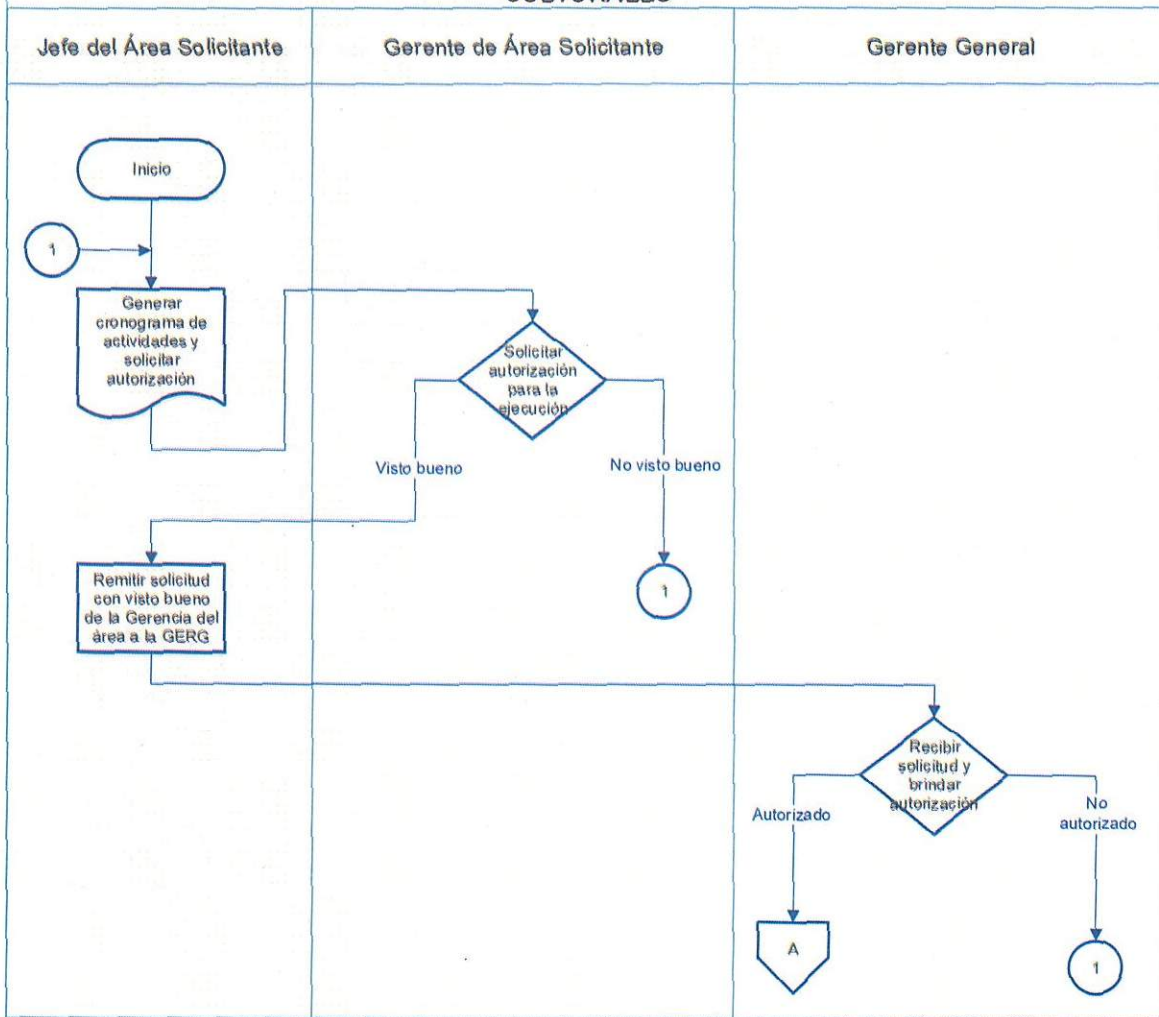 Jefe del Área Solicitante
Gerente de Área Solicitante
Gerente General
Inicio
1
Generar
cronograma de
actividades y
solicitar
autorización
Solicitar
autorización
para la
ejecución
Visto bueno
No visto bueno
Remitir solicitud
con visto bueno
de la Gerencia del
área a la GERG
1
Recibir
solicitud y
brindar
autorización
Autorizado
No
autorizado
A
1